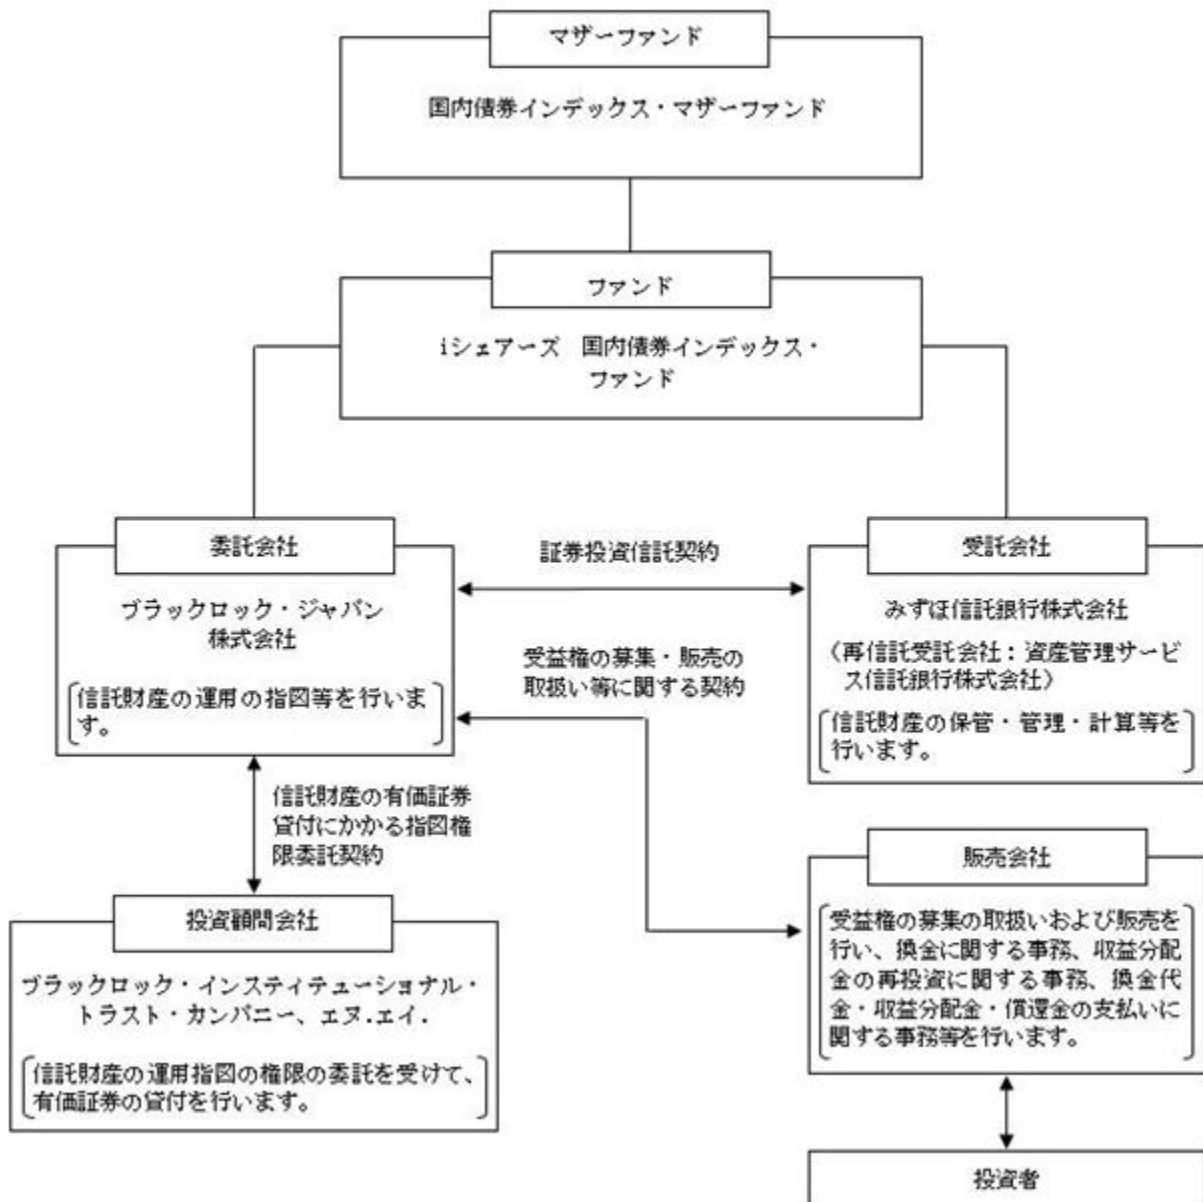 マザーファンド
国内債券インデックス・マザーファンド
ファンド
iシェアーズ　国内債券インデックス・
ファンド
委託会社
ブラックロック・ジャパン
株式会社
信託財産の運用の指図等を行いま
す。
証券投資信託契約
受益権の募集・販売の
取扱い等に関する契約
受託会社
みずほ信託銀行株式会社
（再信託受託会社：資産管理サービ
ス信託銀行株式会社）
信託財産の保管・管理・計算等を
行います。
信託財産の有価証券
貸付にかかる指図権
限委託契約
投資顧問会社
ブラックロック・インスティテューショナル・
トラスト・カンパニー、エヌ.エイ.
信託財産の運用指図の権限の委託を受けて、
有価証券の貸付を行います。
販売会社
受益権の募集の取扱いおよび販売を
行い、換金に関する事務、収益分配
金の再投資に関する事務、換金代
金・収益分配金・償還金の支払いに
関する事務等を行います。
投資者